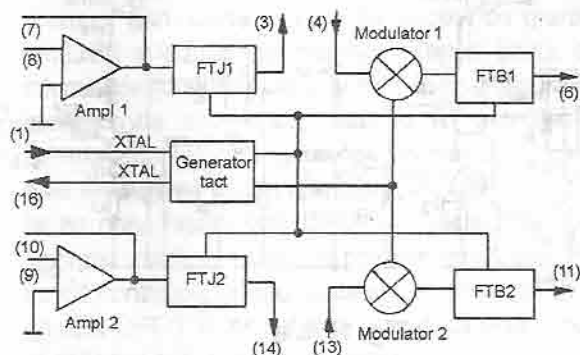 (7)
(8)
Ampl 1
FTJ1
(3)
(4)
Modulator 1
FTB1
(6)
(1)
XTAL
XTAL
(16)
Generator
tact
(10)
(9)
Ampl 2
FTJ2
(14)
(13)
Modulator 2
FTB2
(11)